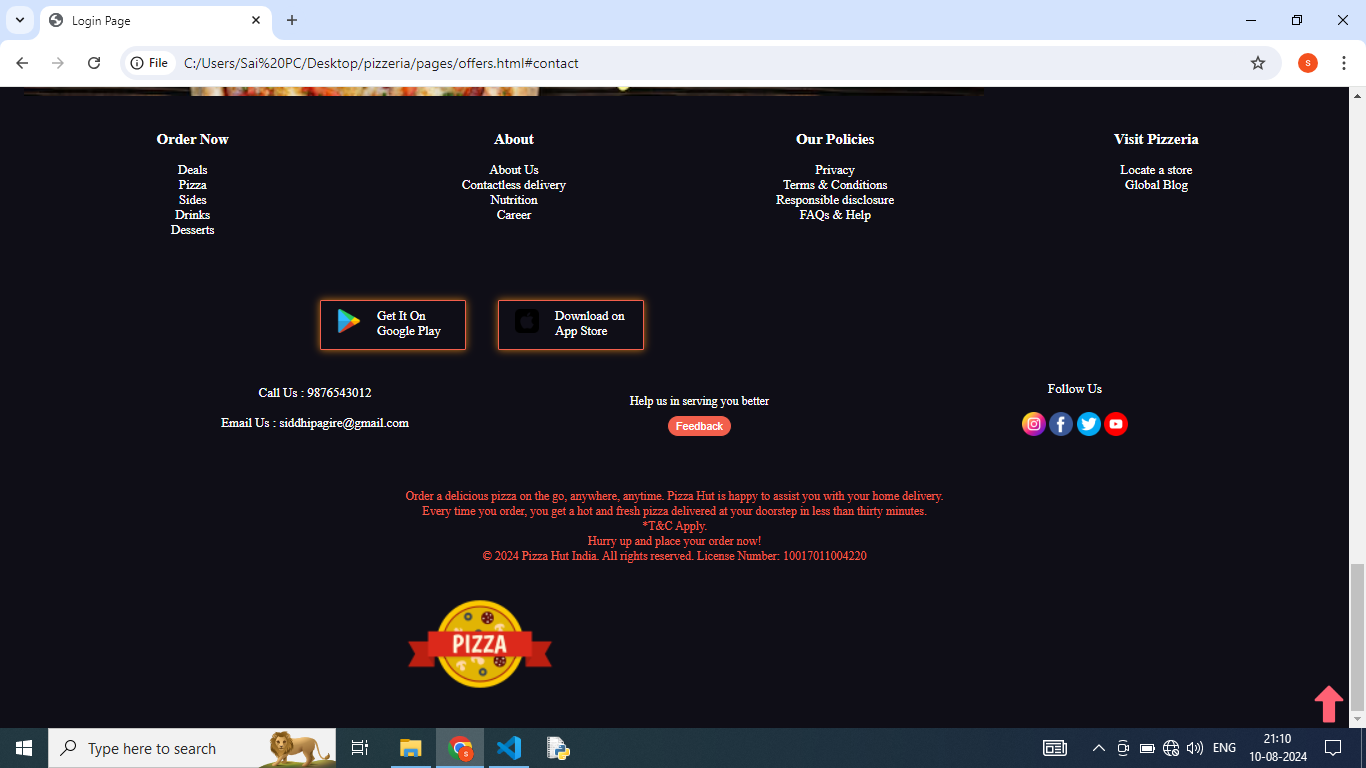 Login Page
File
C:/Users/Sai%20PC/Desktop/pizzeria/pages/offers.html#contact
S
Order Now
Deals
Pizza
Sides
Drinks
Desserts
About
About Us
Contactless delivery
Nutrition
Career
Our Policies
Privacy
Terms & Conditions
Responsible disclosure
FAQs & Help
Visit Pizzeria
Locate a store
Global Blog
Get It On
Google Play
Download on
App Store
Call Us : 9876543012
Email Us : siddhipagire@gmail.com
Help us in serving you better
Feedback
Follow Us
Order a delicious pizza on the go, anywhere, anytime. Pizza Hut is happy to assist you with your home delivery.
Every time you order, you get a hot and fresh pizza delivered at your doorstep in less than thirty minutes.
*T&C Apply.
Hurry up and place your order now!
© 2024 Pizza Hut India. All rights reserved. License Number: 10017011004220
PIZZA
Type here to search
S
ENG
21:10
10-08-2024